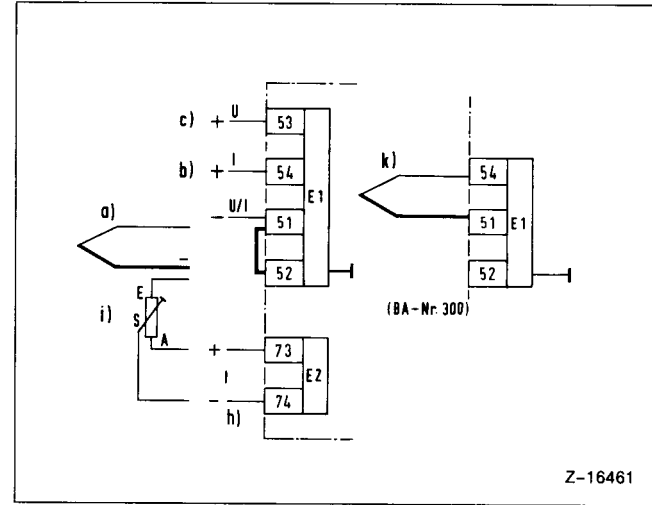 c) + U 53
b) + I 54 E1
k) 54
a) − U/I 51
51 E1
52
52
(BA-Nr. 300)
E
i) S
A + 73 E2
I
− 74
h)
Z-16461